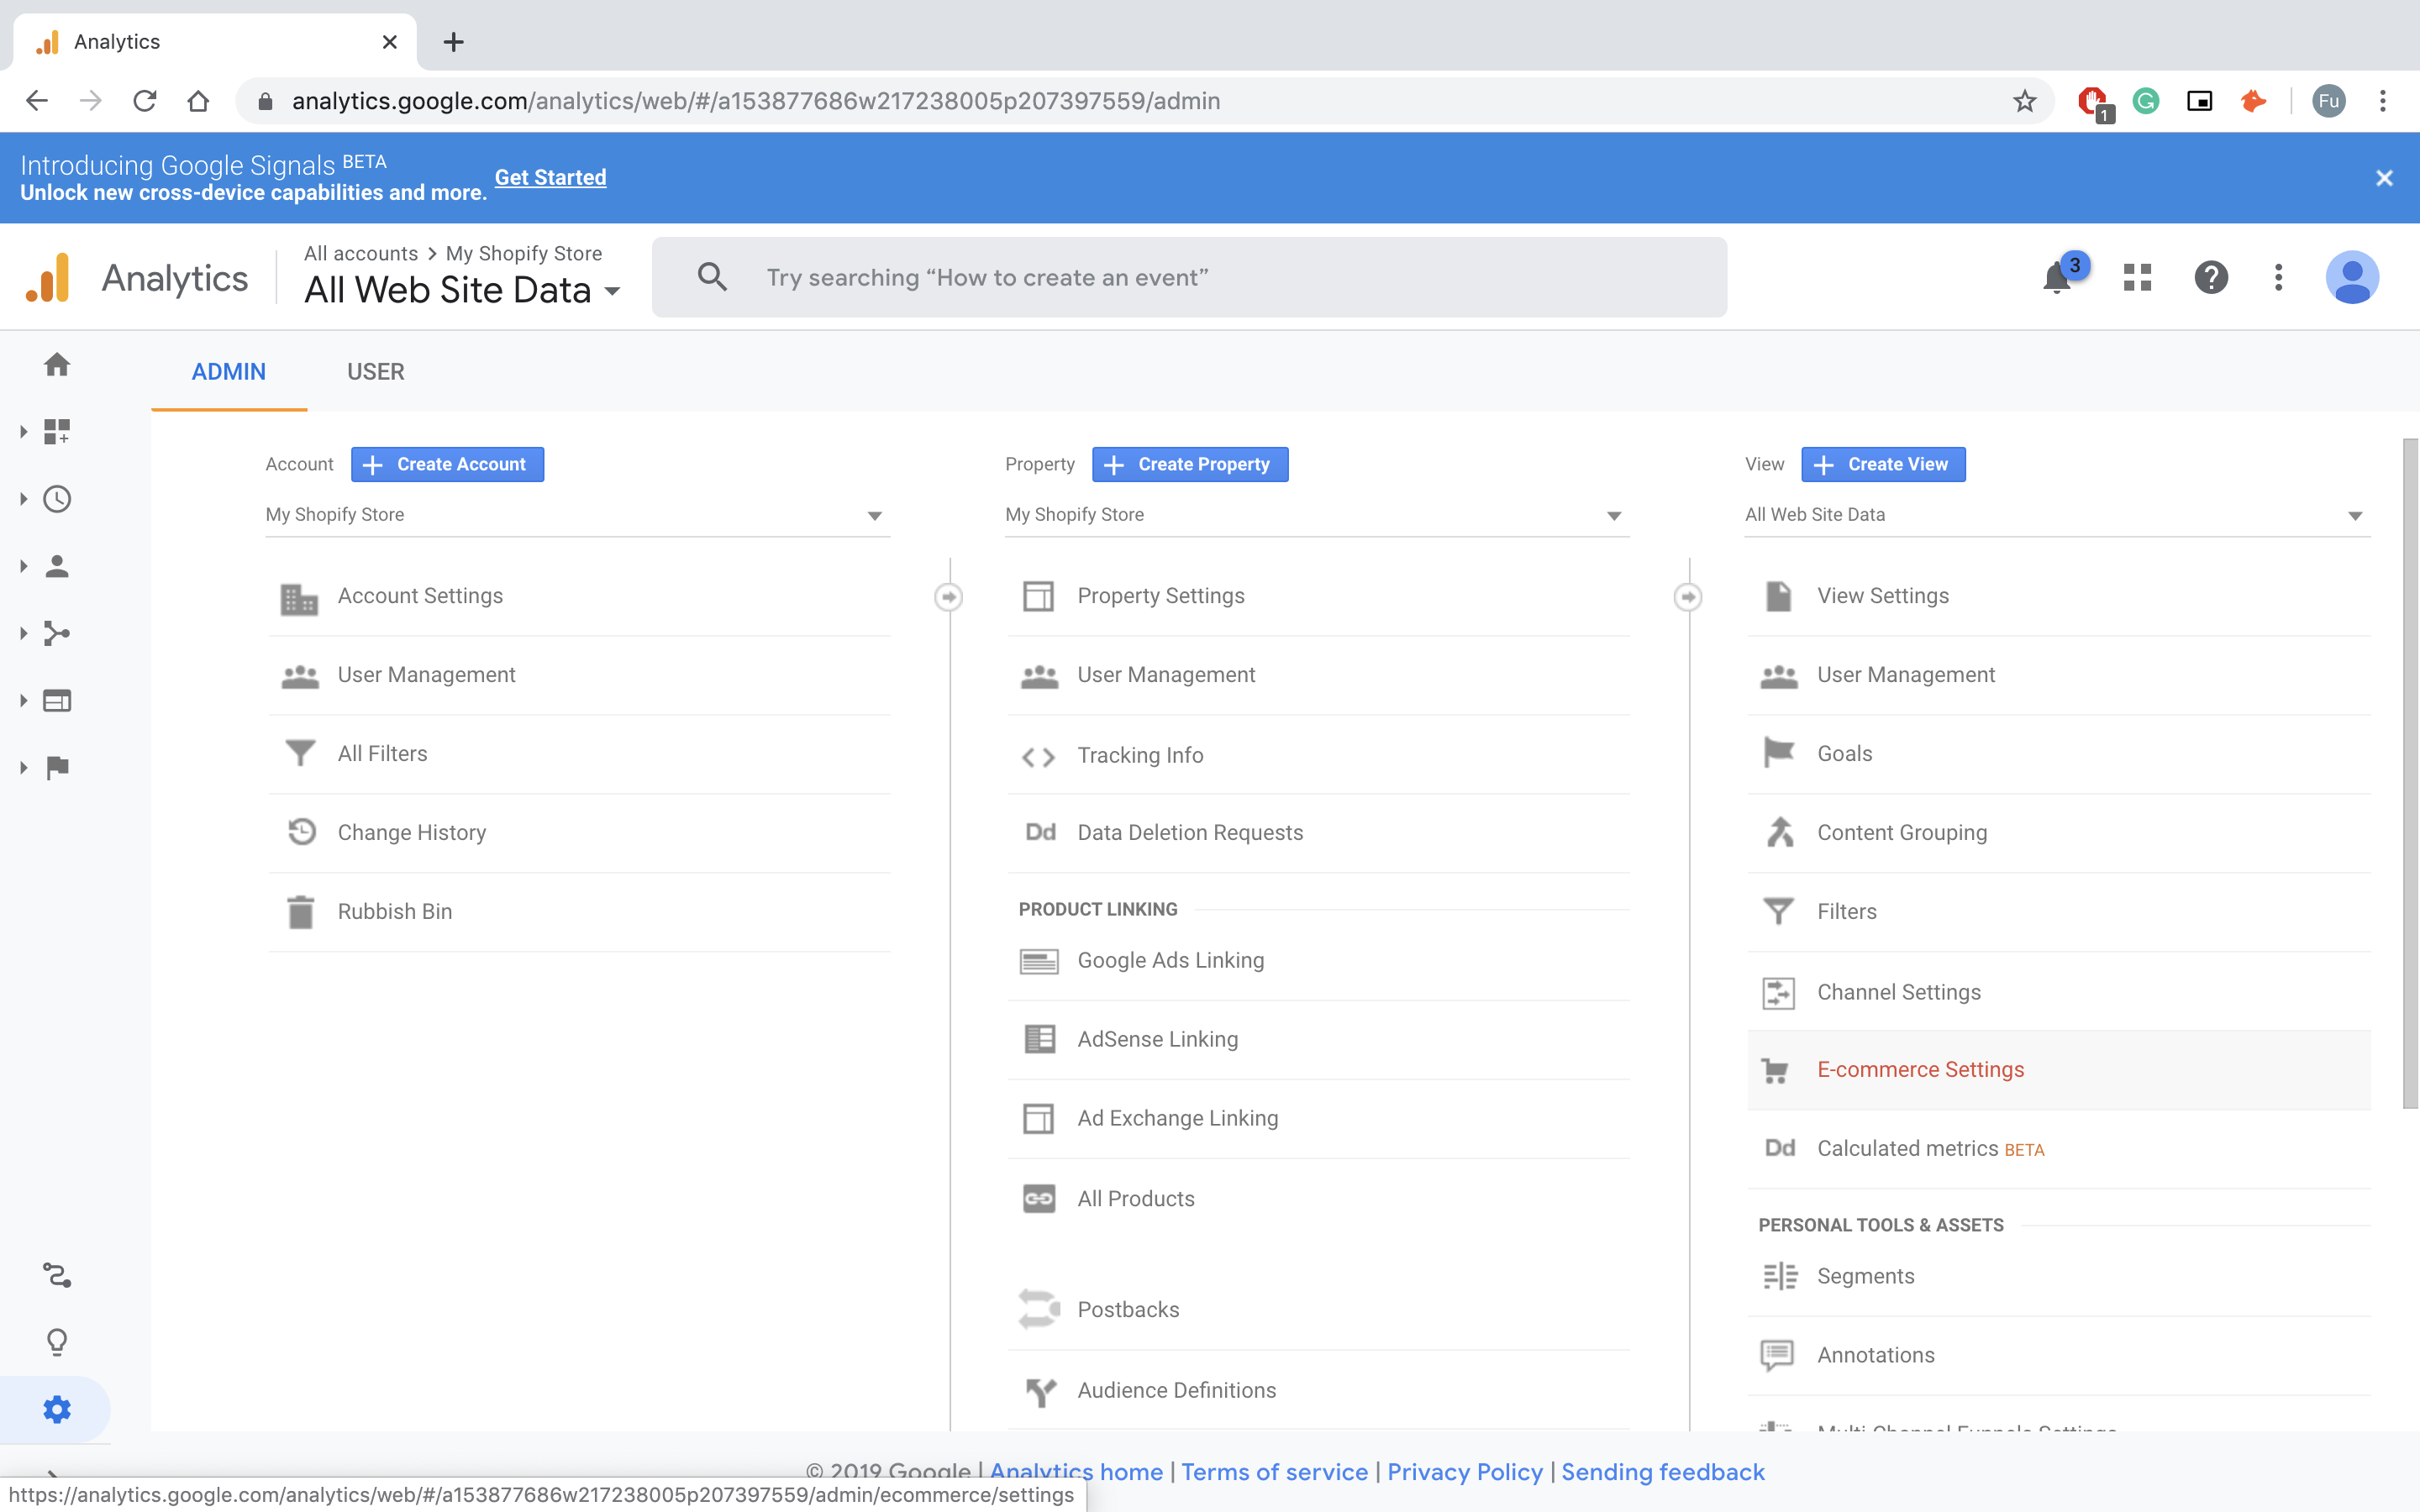 Analytics
analytics.google.com/analytics/web/#/a153877686w217238005p207397559/admin
1
Fu
Introducing Google Signals BETA
Unlock new cross-device capabilities and more.
Get Started
Analytics
All accounts > My Shopify Store
All Web Site Data
Try searching “How to create an event”
3
ADMIN
USER
Account
Create Account
My Shopify Store
Account Settings
User Management
All Filters
Change History
Rubbish Bin
Property
Create Property
My Shopify Store
Property Settings
User Management
Tracking Info
Dd Data Deletion Requests
PRODUCT LINKING
Google Ads Linking
AdSense Linking
Ad Exchange Linking
All Products
Postbacks
Audience Definitions
View
Create View
All Web Site Data
View Settings
User Management
Goals
Content Grouping
Filters
Channel Settings
E-commerce Settings
Dd Calculated metrics BETA
PERSONAL TOOLS & ASSETS
Segments
Annotations
Multi-Channel Funnels Settings
© 2019 Google | Analytics home | Terms of service | Privacy Policy | Sending feedback
https://analytics.google.com/analytics/web/#/a153877686w217238005p207397559/admin/ecommerce/settings